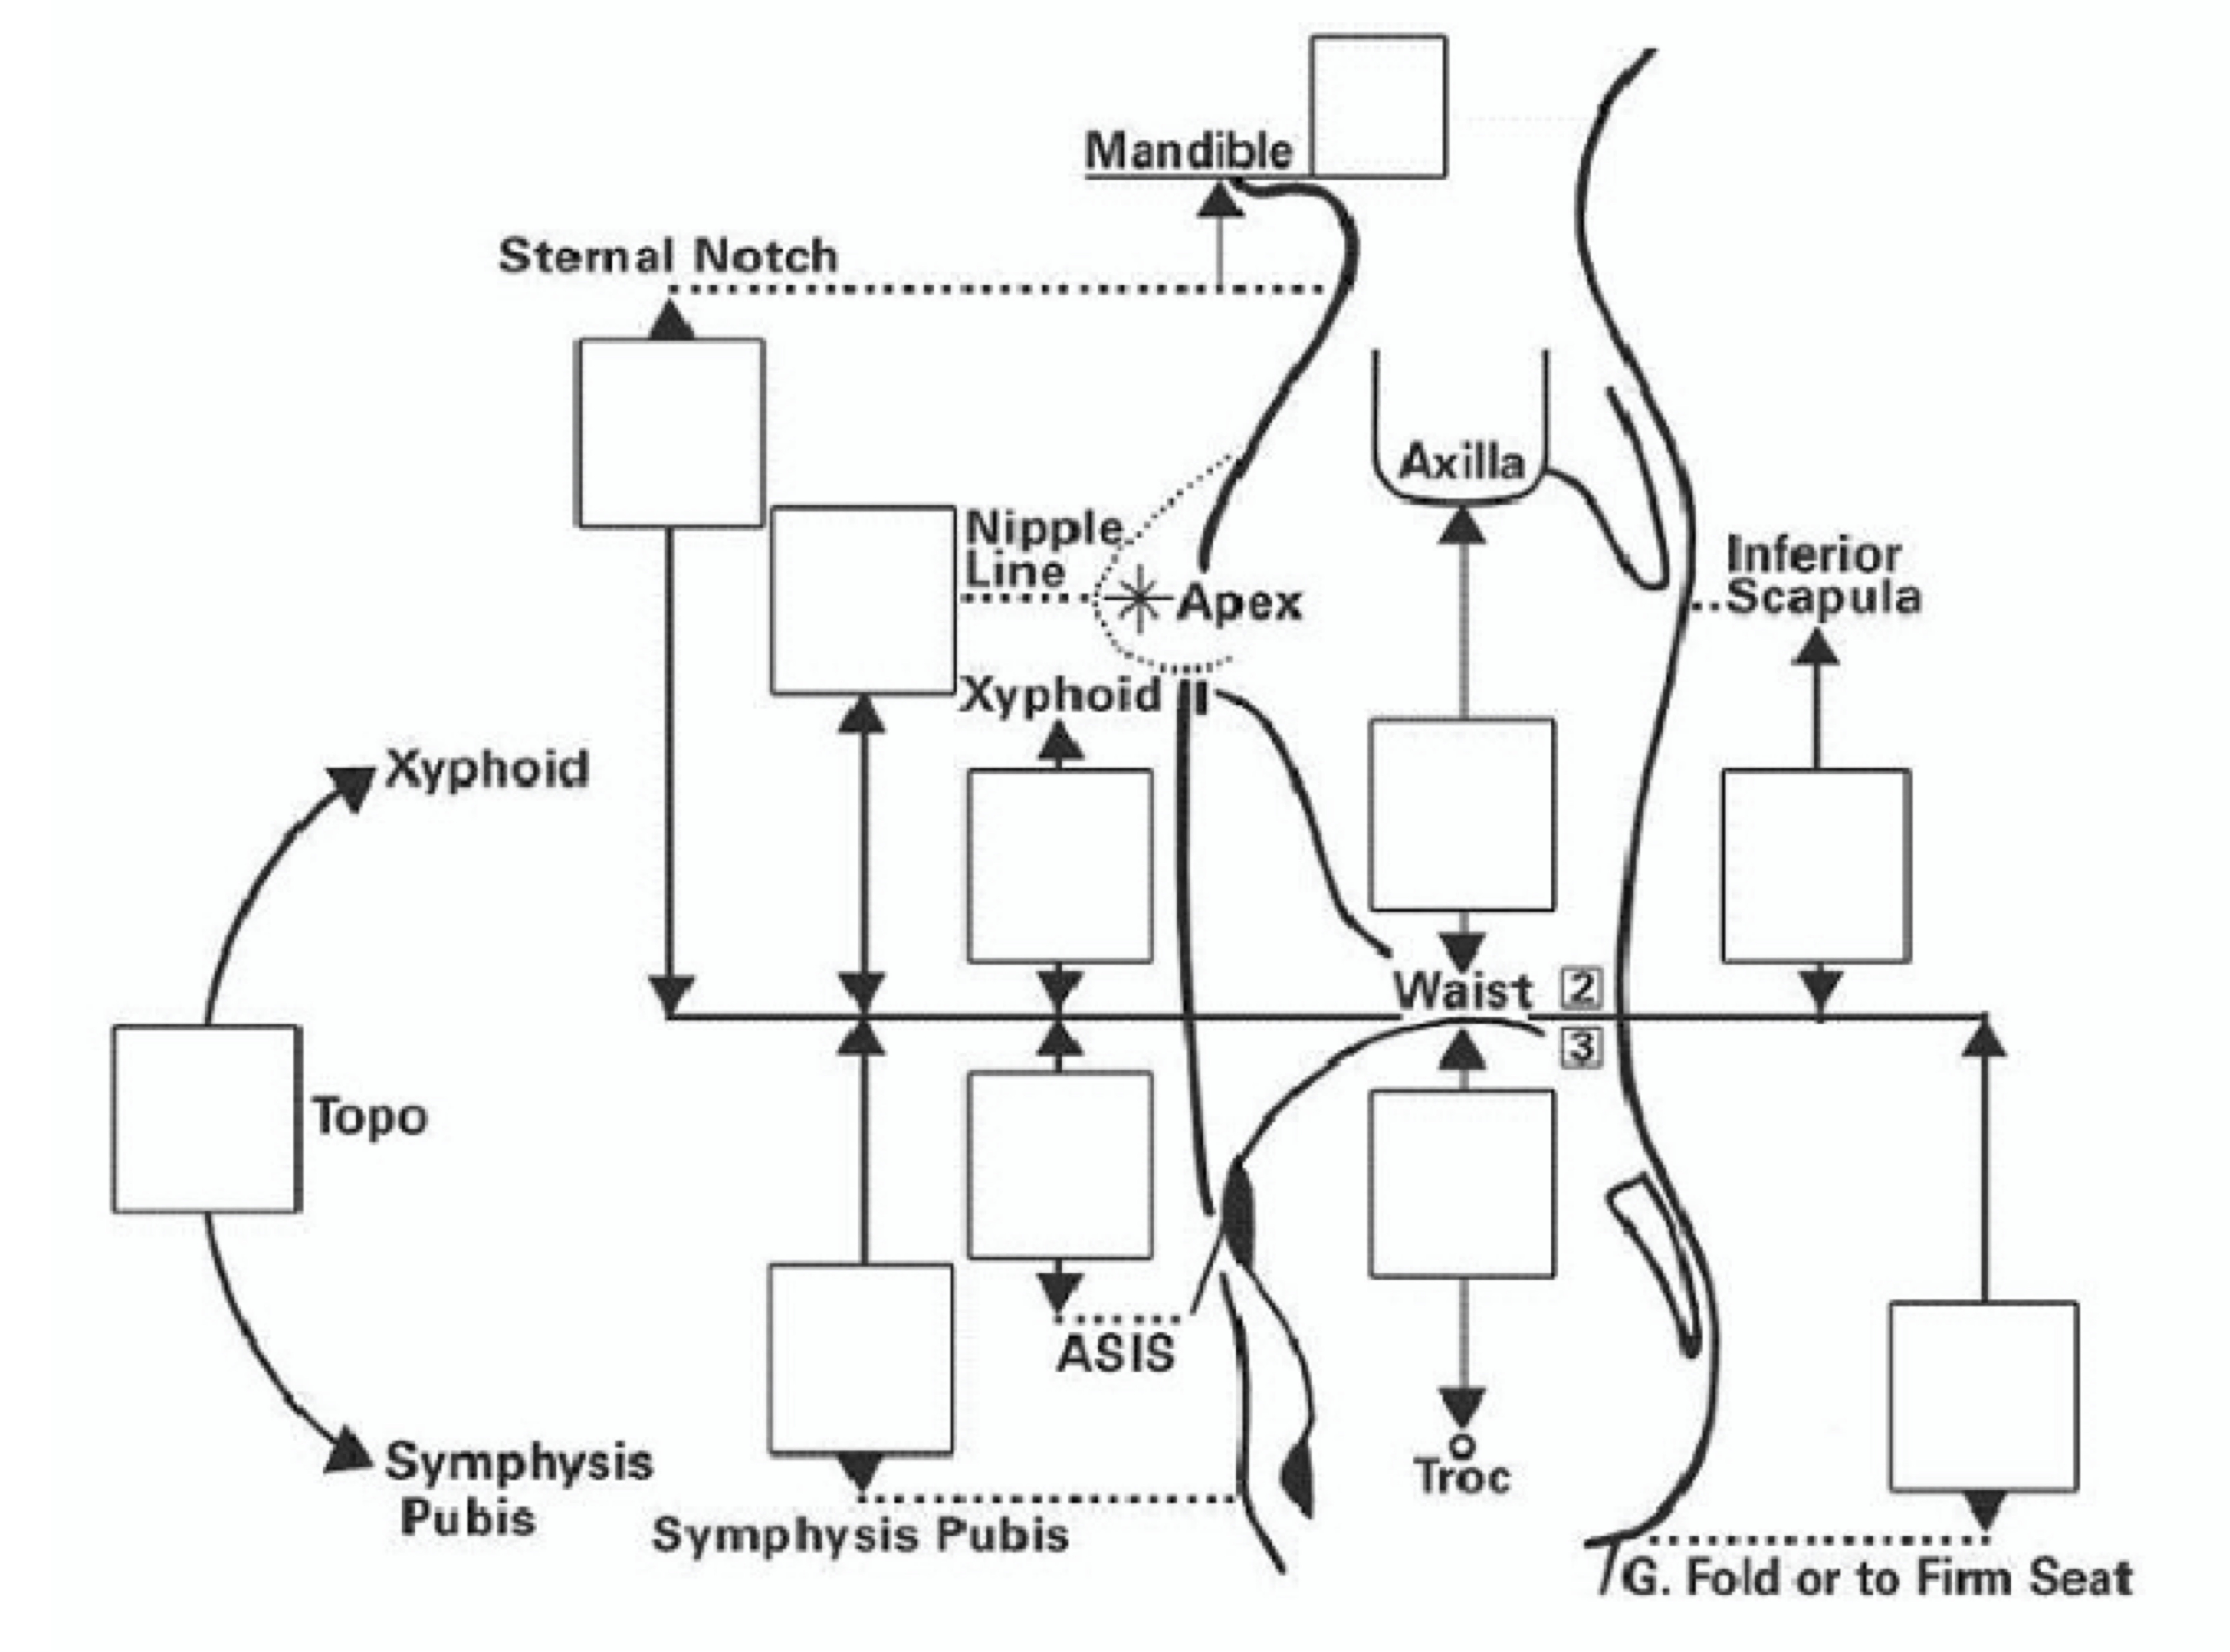 Mandible
Sternal Notch
Axilla
Nipple
Line
Apex
Inferior
Scapula
Xyphoid
Xyphoid
Waist 2
3
Topo
ASIS
Symphysis
Pubis
Troc
Symphysis Pubis
G. Fold or to Firm Seat